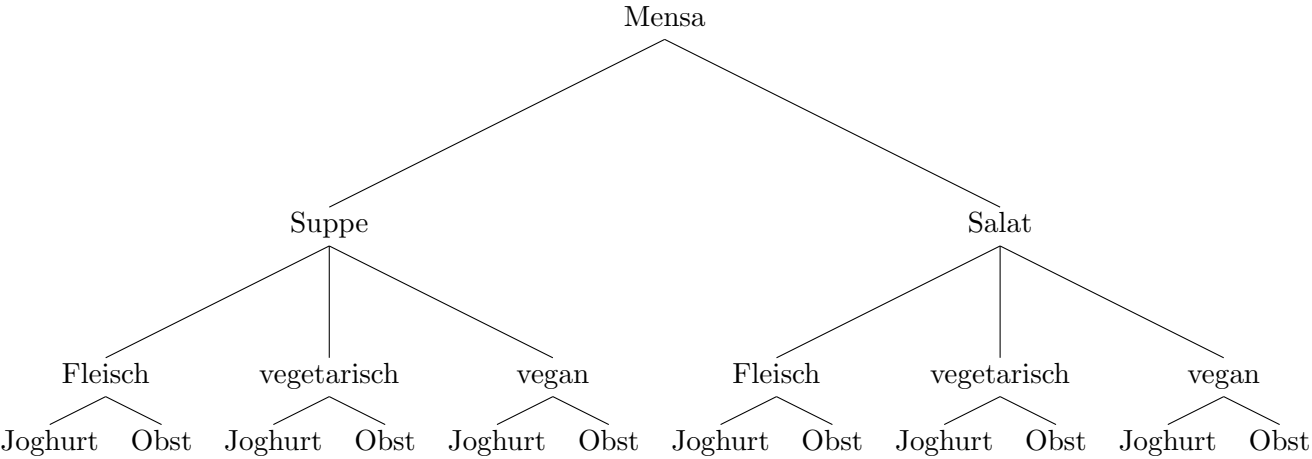 Mensa
Suppe Salat
Fleisch vegetarisch vegan Fleisch vegetarisch vegan
Joghurt Obst Joghurt Obst Joghurt Obst Joghurt Obst Joghurt Obst Joghurt Obst